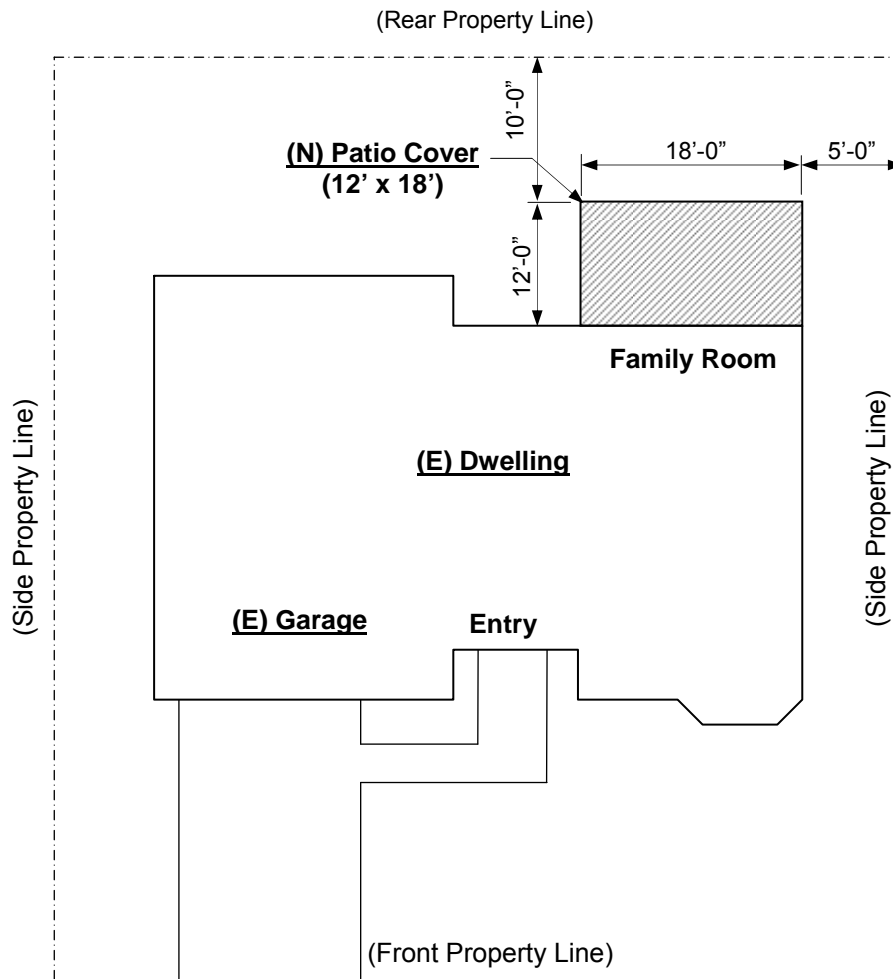 (Rear Property Line)
10’-0”
(N) Patio Cover
(12’ x 18’)
18’-0”
5’-0”
12’-0”
Family Room
(Side Property Line)
(E) Dwelling
(Side Property Line)
(E) Garage
Entry
(Front Property Line)